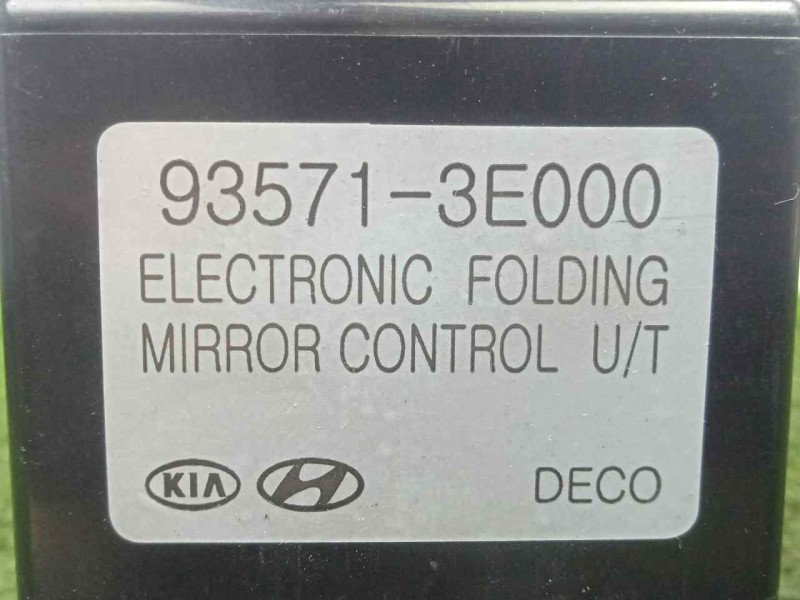 93571-3E000
ELECTRONIC FOLDING
MIRROR CONTROL U/T
KIA H DECO